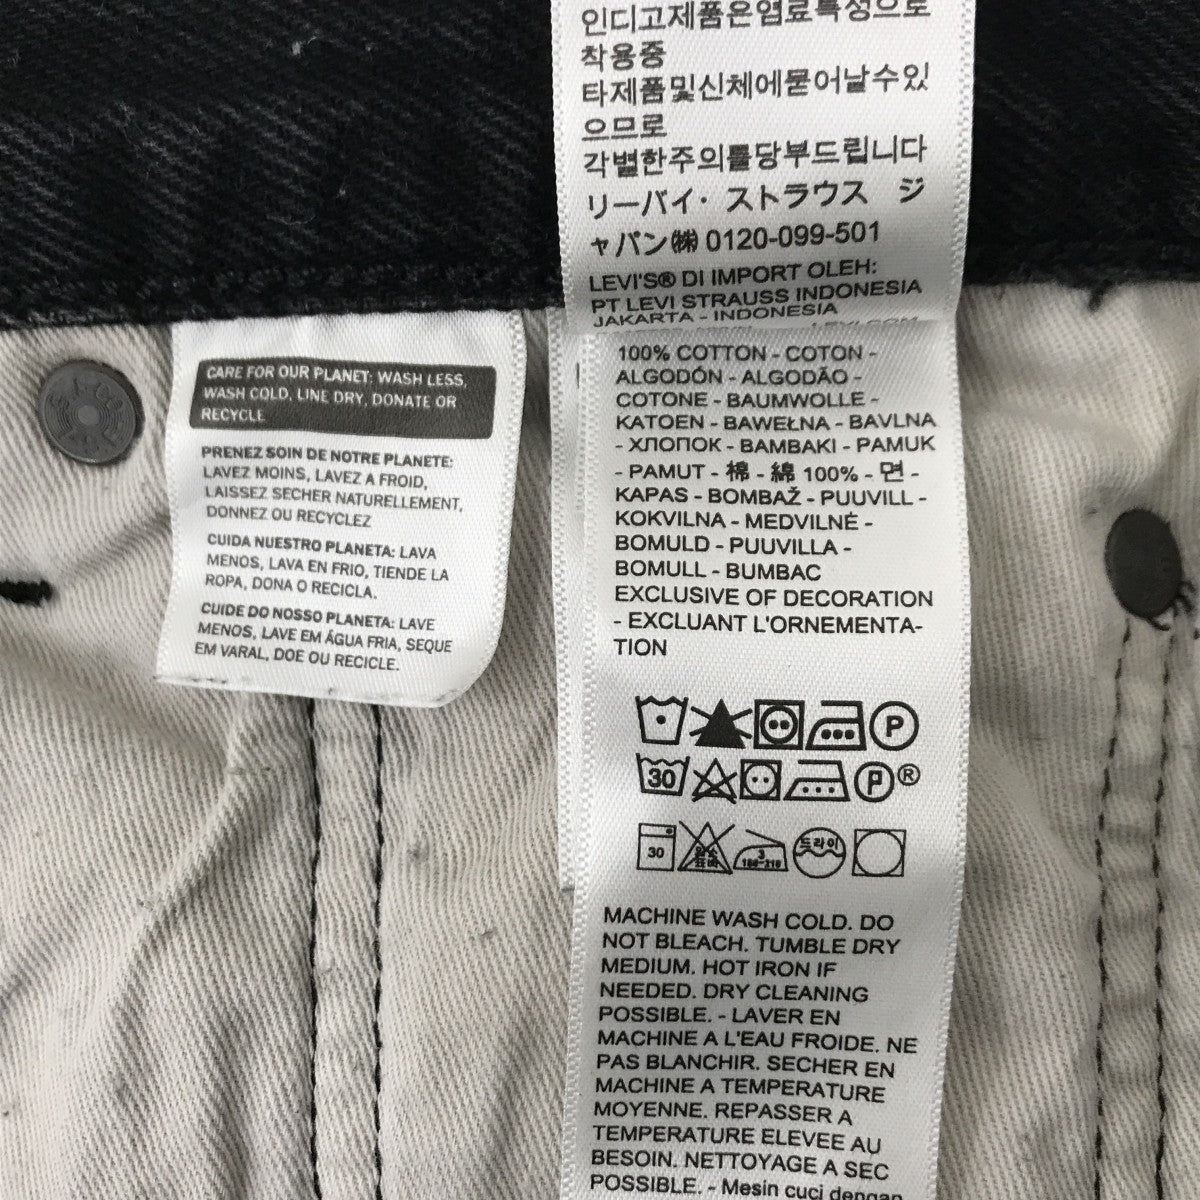 인디고제품은염료특성으로
착용중
타제품및신체에묻어날수있
으므로
각별한주의를당부드립니다
リーバイ・ストラウス ジ
ャパン㈱ 0120-099-501
LEVI'S® DI IMPORT OLEH:
PT LEVI STRAUSS INDONESIA
JAKARTA - INDONESIA
CARE FOR OUR PLANET: WASH LESS,
WASH COLD, LINE DRY, DONATE OR
RECYCLE
PRENEZ SOIN DE NOTRE PLANETE:
LAVEZ MOINS, LAVEZ A FROID,
LAISSEZ SECHER NATURELLEMENT,
DONNEZ OU RECYCLEZ
CUIDA NUESTRO PLANETA: LAVA
MENOS, LAVA EN FRIO, TIENDE LA
ROPA, DONA O RECICLA.
CUIDE DO NOSSO PLANETA: LAVE
MENOS, LAVE EM ÁGUA FRIA, SEQUE
EM VARAL, DOE OU RECICLE.
100% COTTON - COTON -
ALGODÓN - ALGODÃO -
COTONE - BAUMWOLLE -
KATOEN - BAWEŁNA - BAVLNA
- ХЛОПОК - BAMBAKI - PAMUK
- PAMUT - 棉 - 綿 100% - 면 -
KAPAS - BOMBAŽ - PUUVILL -
KOKVILNA - MEDVILNĖ -
BOMULD - PUUVILLA -
BOMULL - BUMBAC
EXCLUSIVE OF DECORATION
- EXCLUANT L'ORNEMENTA-
TION
P
30 P ®
30 3 180-210 드라이
MACHINE WASH COLD. DO
NOT BLEACH. TUMBLE DRY
MEDIUM. HOT IRON IF
NEEDED. DRY CLEANING
POSSIBLE. - LAVER EN
MACHINE A L'EAU FROIDE. NE
PAS BLANCHIR. SECHER EN
MACHINE A TEMPERATURE
MOYENNE. REPASSER A
TEMPERATURE ELEVEE AU
BESOIN. NETTOYAGE A SEC
POSSIBLE. - Mesin cuci dengan